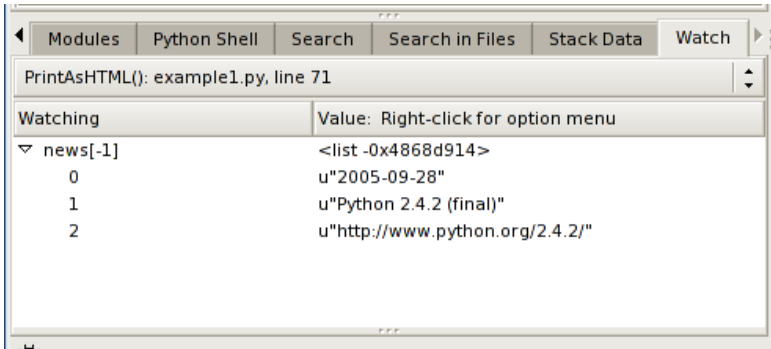 Modules Python Shell Search Search in Files Stack Data Watch
PrintAsHTML(): example1.py, line 71
Watching Value: Right-click for option menu
news[-1] <list -0x4868d914>
0 u"2005-09-28"
1 u"Python 2.4.2 (final)"
2 u"http://www.python.org/2.4.2/"